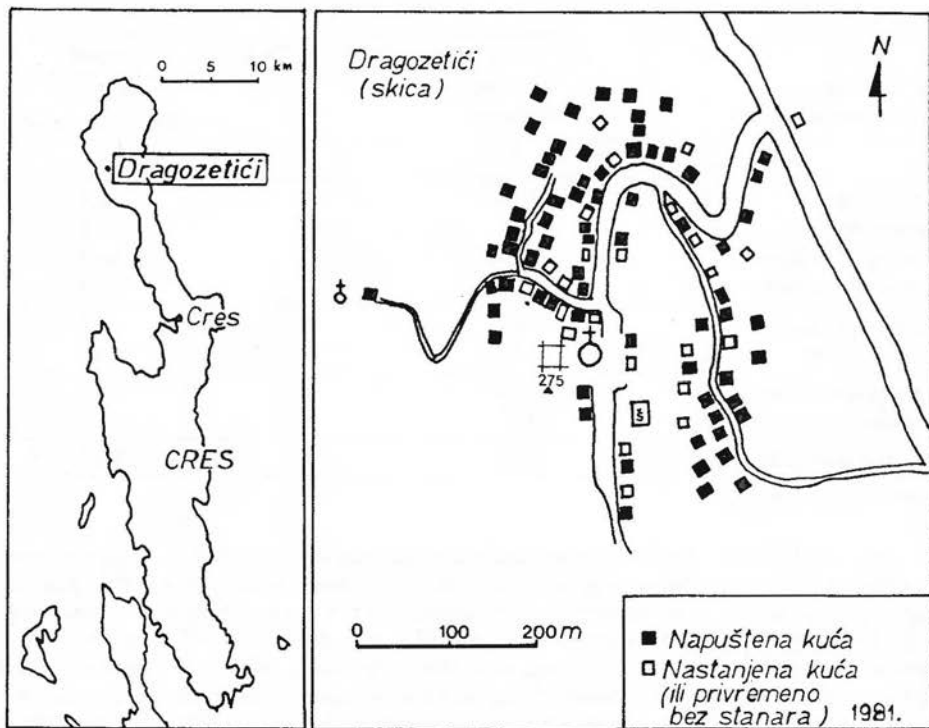 0 5 10 km
Dragozetići
Cres
CRES
Dragozetići
(skica)
N
275
š
0 100 200 m
Napuštena kuća
Nastanjena kuća
(ili privremeno
bez stanara) 1981.